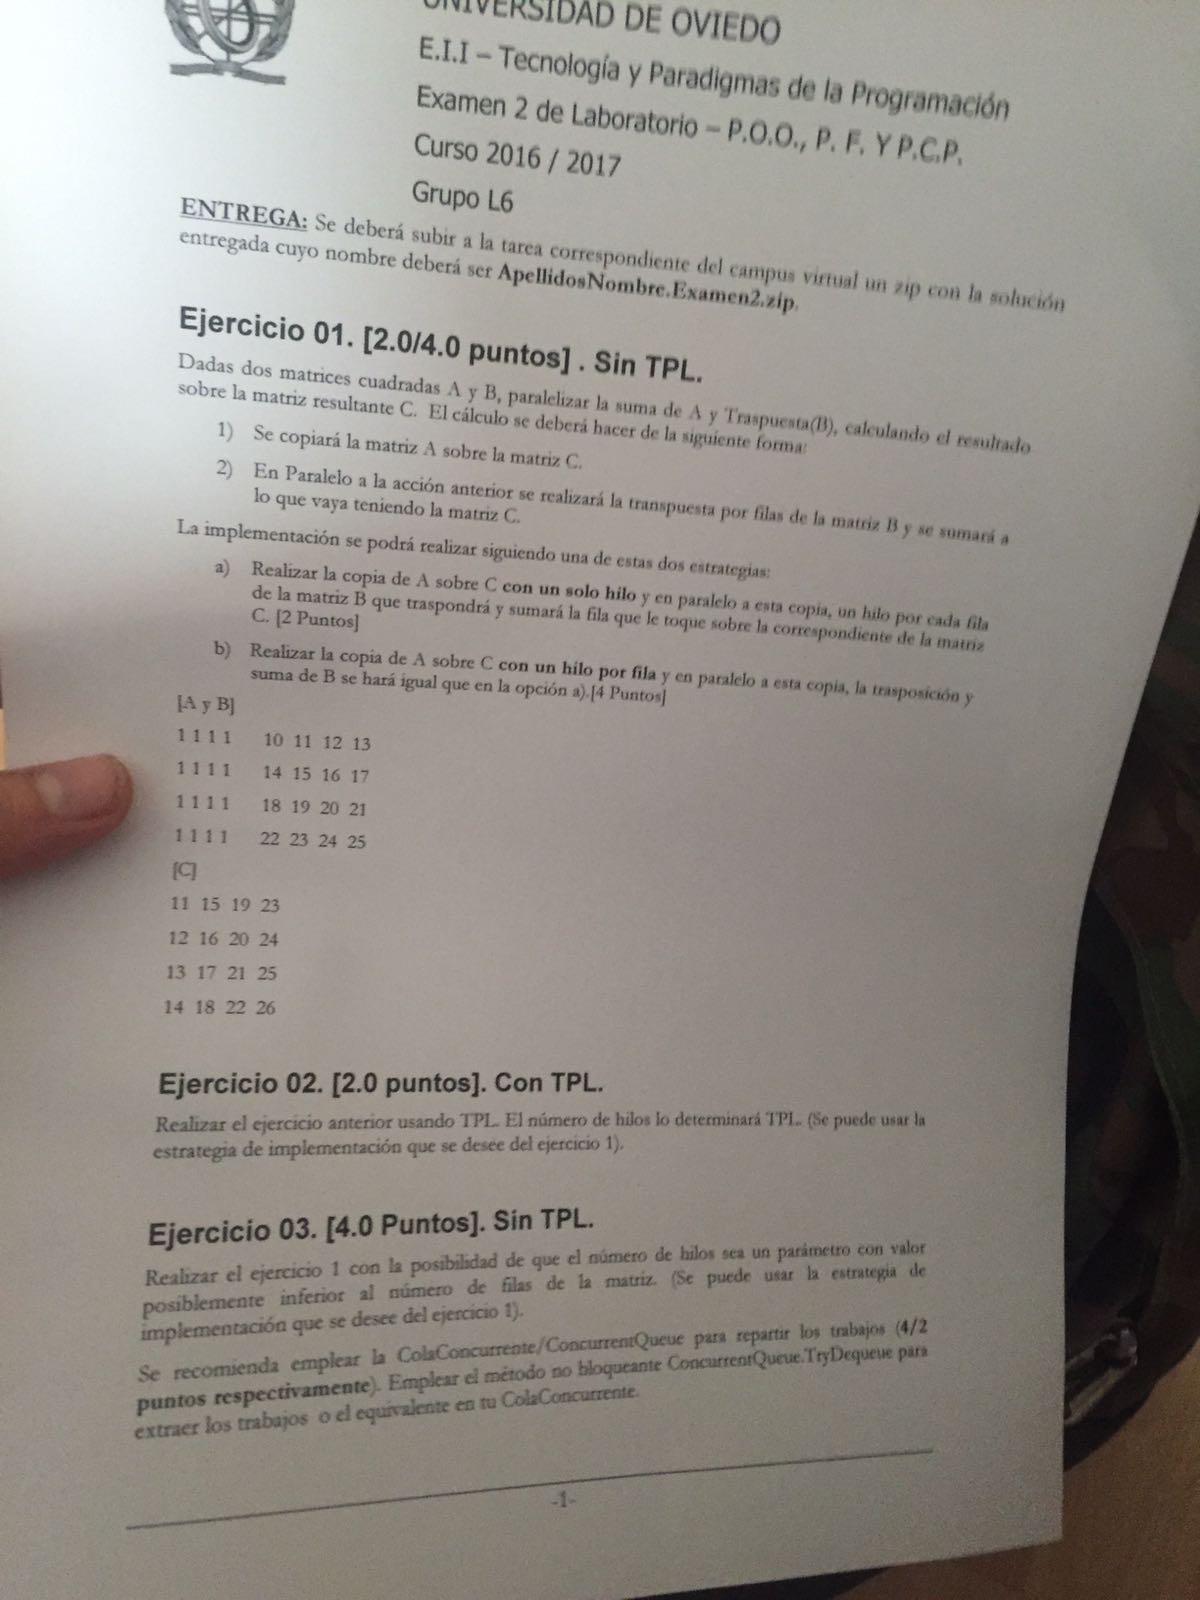 UNIVERSIDAD DE OVIEDO
E.I.I – Tecnología y Paradigmas de la Programación
Examen 2 de Laboratorio – P.O.O., P. F. Y P.C.P.
Curso 2016 / 2017
Grupo L6
ENTREGA: Se deberá subir a la tarea correspondiente del campus virtual un zip con la solución
entregada cuyo nombre deberá ser ApellidosNombre.Examen2.zip.
Ejercicio 01. [2.0/4.0 puntos] . Sin TPL.
Dadas dos matrices cuadradas A y B, paralelizar la suma de A y Traspuesta(B), calculando el resultado
sobre la matriz resultante C. El cálculo se deberá hacer de la siguiente forma:
1) Se copiará la matriz A sobre la matriz C.
2) En Paralelo a la acción anterior se realizará la transpuesta por filas de la matriz B y se sumará a
lo que vaya teniendo la matriz C.
La implementación se podrá realizar siguiendo una de estas dos estrategias:
a) Realizar la copia de A sobre C con un solo hilo y en paralelo a esta copia, un hilo por cada fila
de la matriz B que traspondrá y sumará la fila que le toque sobre la correspondiente de la matriz
C. [2 Puntos]
b) Realizar la copia de A sobre C con un hilo por fila y en paralelo a esta copia, la trasposición y
suma de B se hará igual que en la opción a).[4 Puntos]
[A y B]
1 1 1 1 10 11 12 13
1 1 1 1 14 15 16 17
1 1 1 1 18 19 20 21
1 1 1 1 22 23 24 25
[C]
11 15 19 23
12 16 20 24
13 17 21 25
14 18 22 26
Ejercicio 02. [2.0 puntos]. Con TPL.
Realizar el ejercicio anterior usando TPL. El número de hilos lo determinará TPL. (Se puede usar la
estrategia de implementación que se desee del ejercicio 1).
Ejercicio 03. [4.0 Puntos]. Sin TPL.
Realizar el ejercicio 1 con la posibilidad de que el número de hilos sea un parámetro con valor
posiblemente inferior al número de filas de la matriz. (Se puede usar la estrategia de
implementación que se desee del ejercicio 1).
Se recomienda emplear la ColaConcurrente/ConcurrentQueue para repartir los trabajos (4/2
puntos respectivamente). Emplear el método no bloqueante ConcurrentQueue.TryDequeue para
extraer los trabajos o el equivalente en tu ColaConcurrente.
-1-